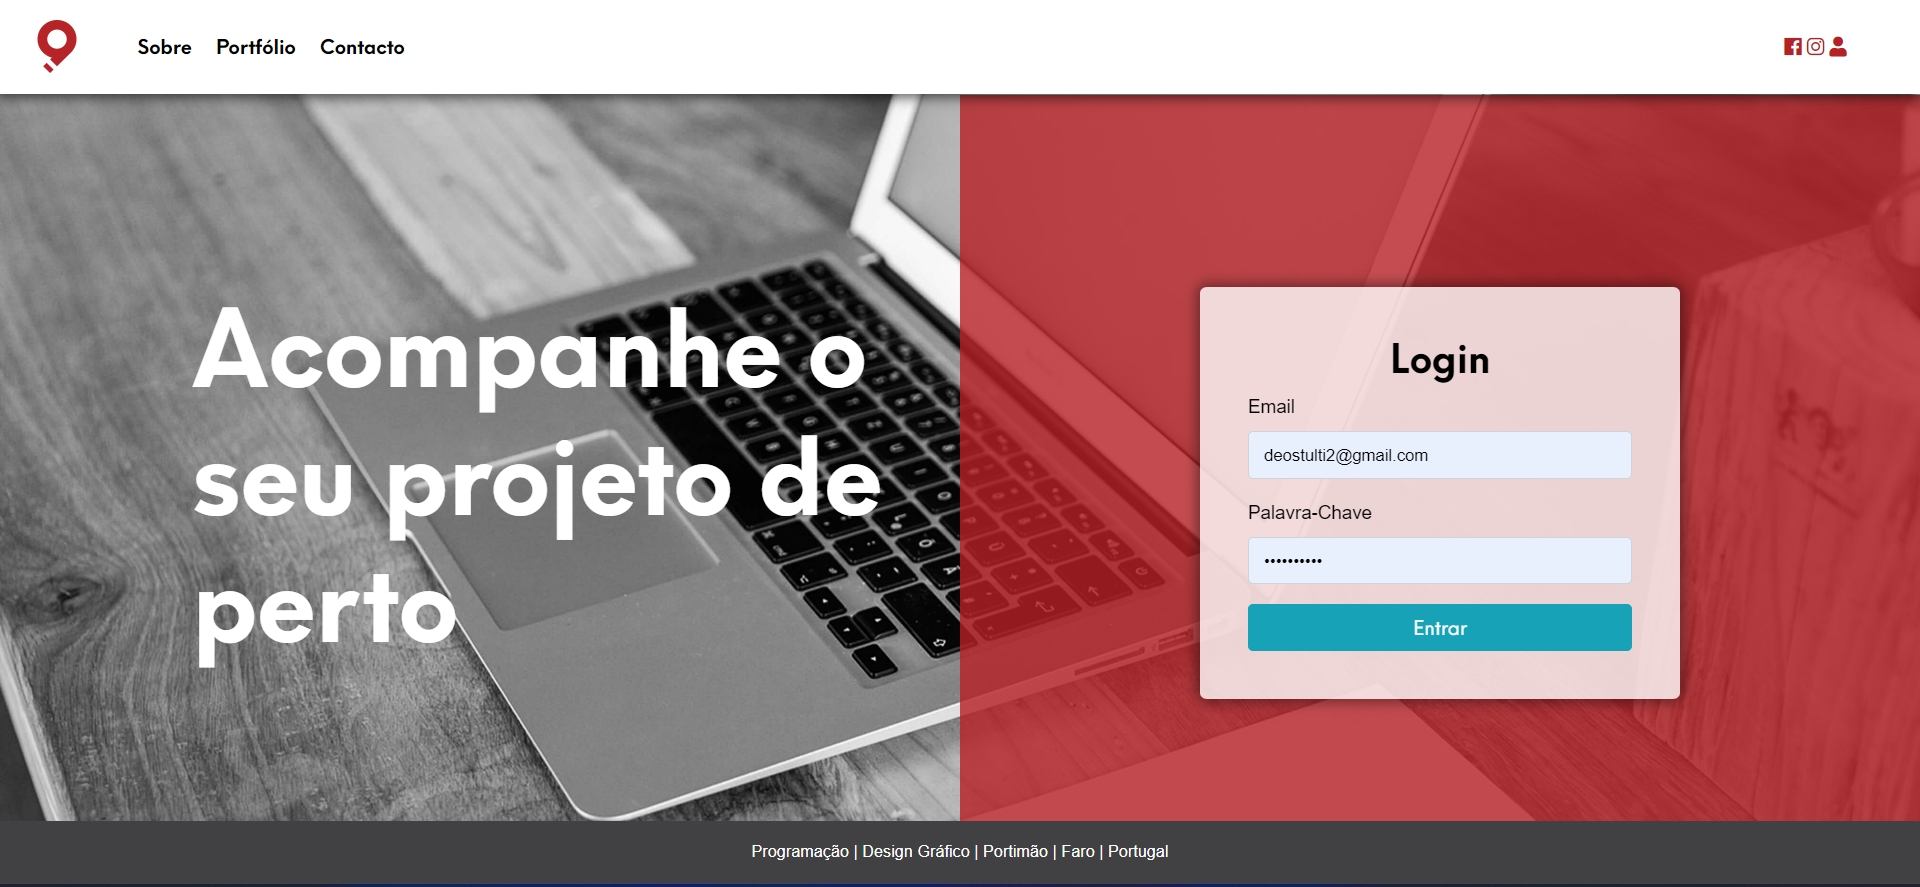 Sobre Portfólio Contacto
Acompanhe o
seu projeto de
perto
Login
Email
deostulti2@gmail.com
Palavra-Chave
••••••••••
Entrar
Programação | Design Gráfico | Portimão | Faro | Portugal